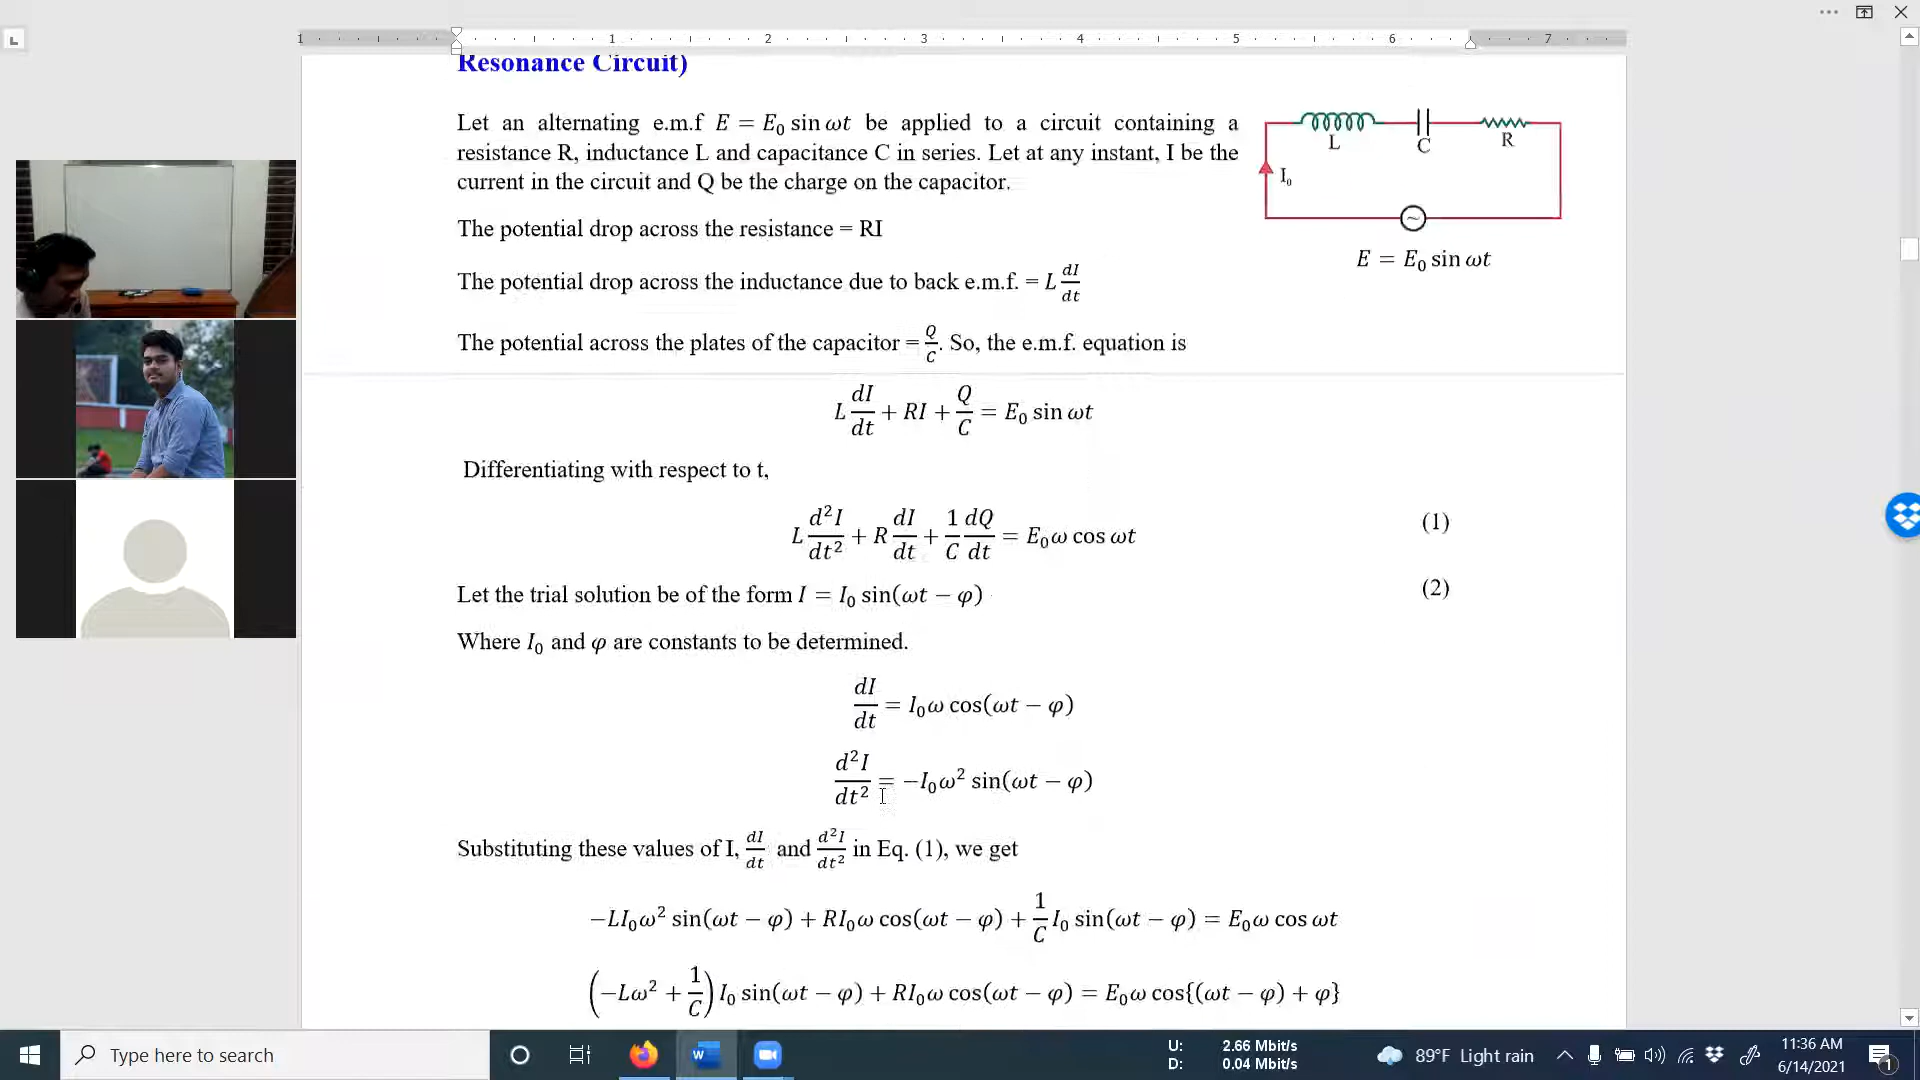 1 1 2 3 4 5 6 7
Resonance Circuit)
Let an alternating e.m.f E = E₀ sin ωt be applied to a circuit containing a
resistance R, inductance L and capacitance C in series. Let at any instant, I be the
current in the circuit and Q be the charge on the capacitor.
L C R
I₀
E = E₀ sin ωt
The potential drop across the resistance = RI
The potential drop across the inductance due to back e.m.f. = L dI/dt
The potential across the plates of the capacitor = Q/C. So, the e.m.f. equation is
L dI/dt + RI + Q/C = E₀ sin ωt
Differentiating with respect to t,
L d²I/dt² + R dI/dt + 1/C dQ/dt = E₀ω cos ωt (1)
Let the trial solution be of the form I = I₀ sin(ωt − φ) (2)
Where I₀ and φ are constants to be determined.
dI/dt = I₀ω cos(ωt − φ)
d²I/dt² = −I₀ω² sin(ωt − φ)
Substituting these values of I, dI/dt and d²I/dt² in Eq. (1), we get
−LI₀ω² sin(ωt − φ) + RI₀ω cos(ωt − φ) + 1/C I₀ sin(ωt − φ) = E₀ω cos ωt
(−Lω² + 1/C) I₀ sin(ωt − φ) + RI₀ω cos(ωt − φ) = E₀ω cos{(ωt − φ) + φ}
Type here to search
U: 2.66 Mbit/s
D: 0.04 Mbit/s
89°F Light rain
11:36 AM
6/14/2021
1